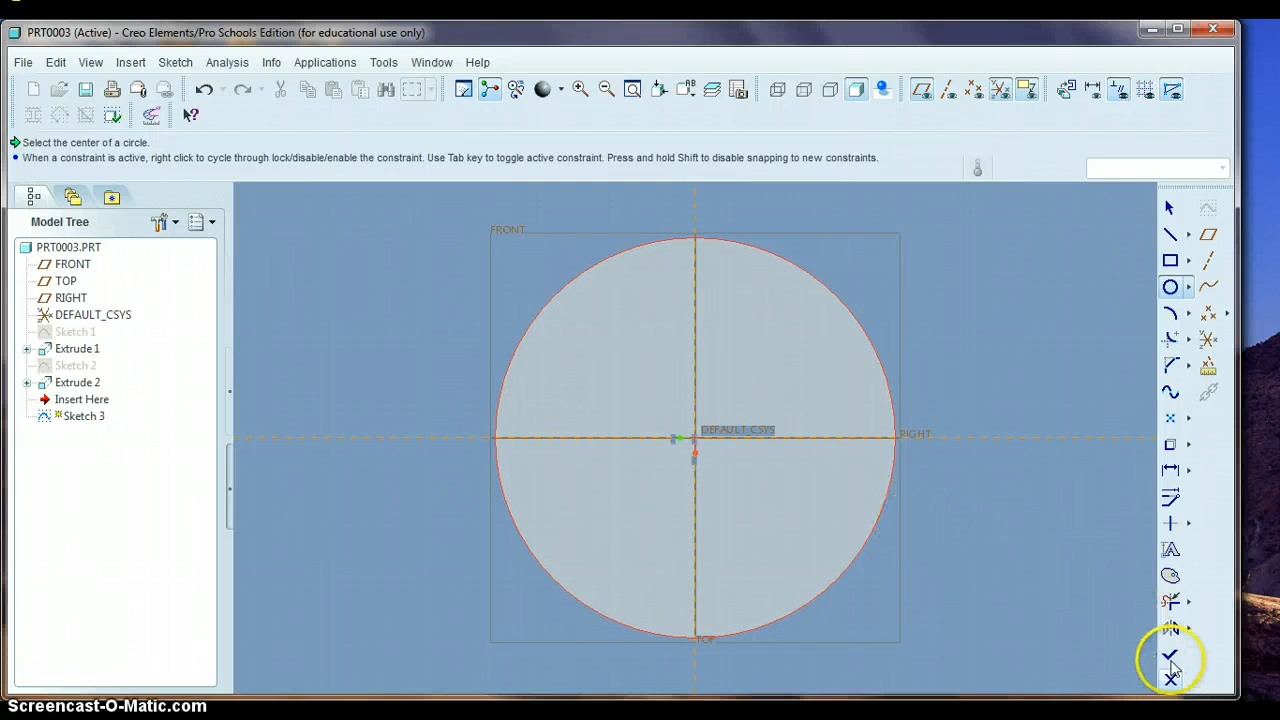 PRT0003 (Active) - Creo Elements/Pro Schools Edition (for educational use only)
File Edit View Insert Sketch Analysis Info Applications Tools Window Help
Select the center of a circle.
When a constraint is active, right click to cycle through lock/disable/enable the constraint. Use Tab key to toggle active constraint. Press and hold Shift to disable snapping to new constraints.
Model Tree
PRT0003.PRT
FRONT
TOP
RIGHT
DEFAULT_CSYS
Sketch 1
Extrude 1
Sketch 2
Extrude 2
Insert Here
Sketch 3
FRONT
DEFAULT_CSYS
RIGHT
TOP
Screencast-O-Matic.com